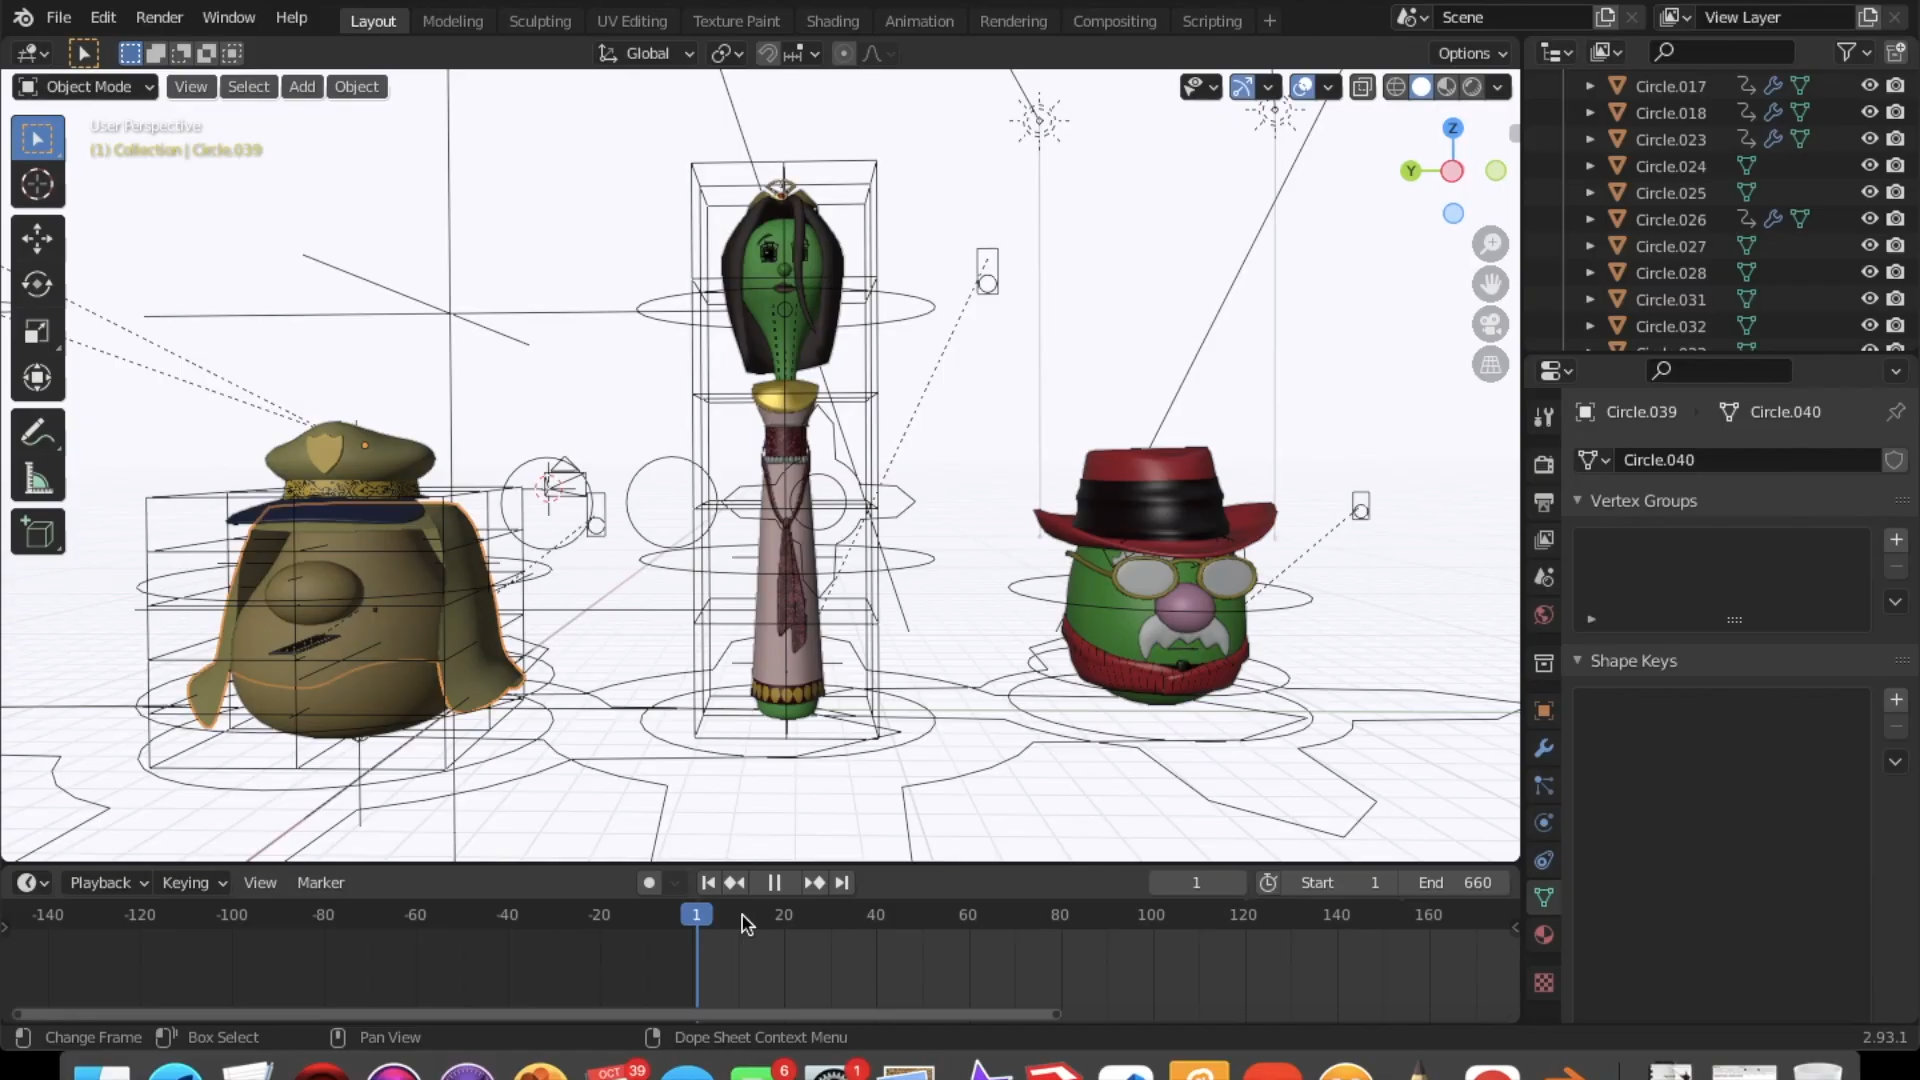 File Edit Render Window Help Layout Modeling Sculpting UV Editing Texture Paint Shading Animation Rendering Compositing Scripting + Scene View Layer
Global Options
Object Mode View Select Add Object
User Perspective
(1) Collection | Circle.039
Z
Y
Circle.017
Circle.018
Circle.023
Circle.024
Circle.025
Circle.026
Circle.027
Circle.028
Circle.031
Circle.032
Circle.039 Circle.040
Circle.040
Vertex Groups
Shape Keys
Playback Keying View Marker 1 Start 1 End 660
-140 -120 -100 -80 -60 -40 -20 1 20 40 60 80 100 120 140 160
Change Frame Box Select Pan View Dope Sheet Context Menu 2.93.1
OCT 39 6 1